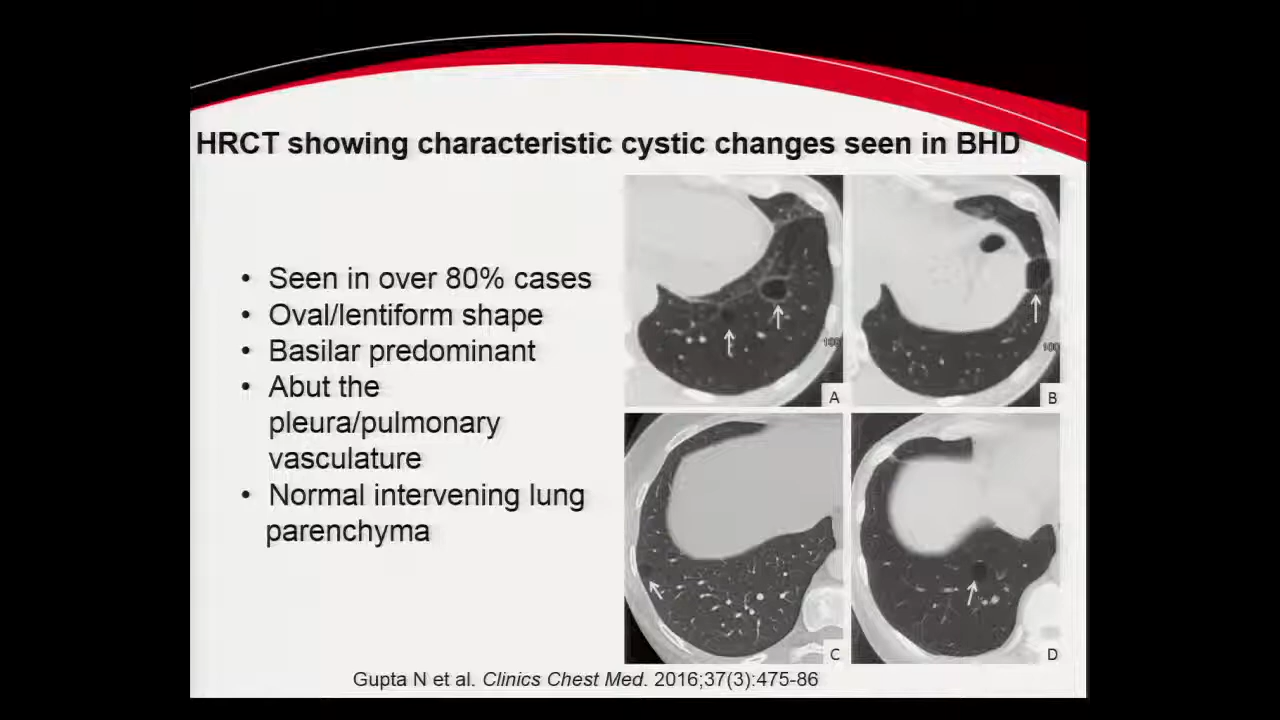 HRCT showing characteristic cystic changes seen in BHD
• Seen in over 80% cases
• Oval/lentiform shape
• Basilar predominant
• Abut the
pleura/pulmonary
vasculature
• Normal intervening lung
parenchyma
A
B
C
D
Gupta N et al. Clinics Chest Med. 2016;37(3):475-86